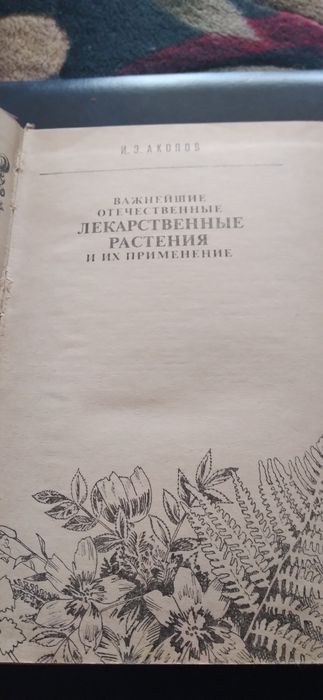 И. Э. АКОПОВ
ВАЖНЕЙШИЕ
ОТЕЧЕСТВЕННЫЕ
ЛЕКАРСТВЕННЫЕ
РАСТЕНИЯ
И ИХ ПРИМЕНЕНИЕ